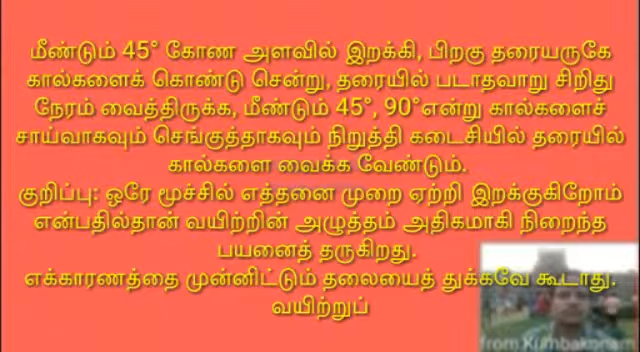 மீண்டும் 45° கோண அளவில் இறக்கி, பிறகு தரையருகே
கால்களைக் கொண்டு சென்று, தரையில் படாதவாறு சிறிது
நேரம் வைத்திருக்க, மீண்டும் 45°, 90°என்று கால்களைச்
சாய்வாகவும் செங்குத்தாகவும் நிறுத்தி கடைசியில் தரையில்
கால்களை வைக்க வேண்டும்.
குறிப்பு: ஒரே மூச்சில் எத்தனை முறை ஏற்றி இறக்குகிறோம்
என்பதில்தான் வயிற்றின் அழுத்தம் அதிகமாகி நிறைந்த
பயனைத் தருகிறது.
எக்காரணத்தை முன்னிட்டும் தலையைத் துக்கவே கூடாது.
வயிற்றுப்
from Kumbakonam